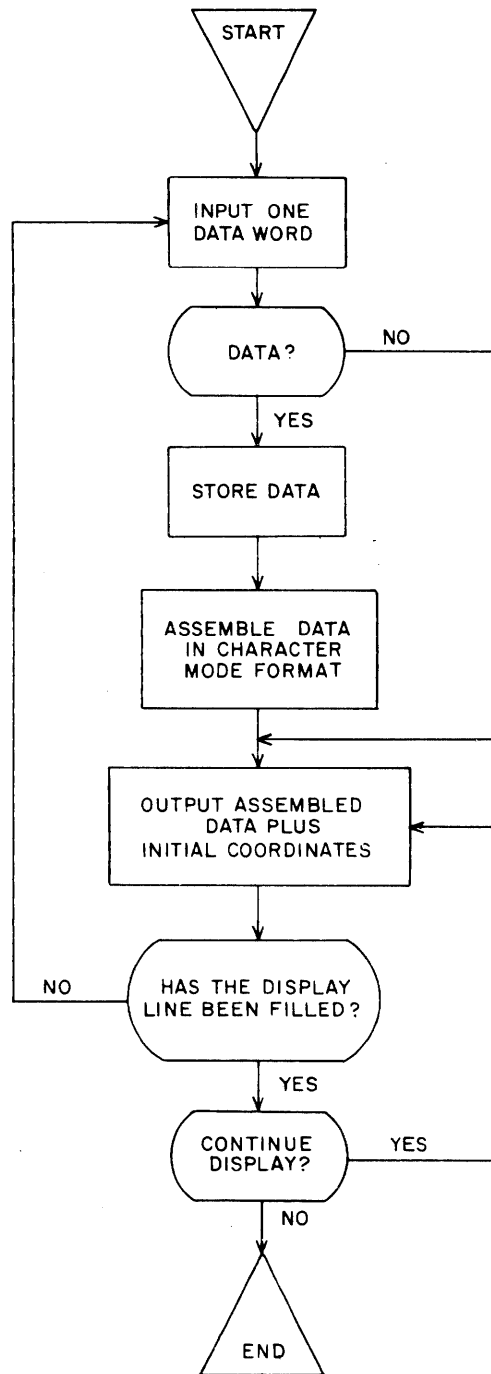 START
INPUT ONE
DATA WORD
DATA?
NO
YES
STORE DATA
ASSEMBLE DATA
IN CHARACTER
MODE FORMAT
OUTPUT ASSEMBLED
DATA PLUS
INITIAL COORDINATES
NO
HAS THE DISPLAY
LINE BEEN FILLED?
YES
CONTINUE
DISPLAY?
YES
NO
END